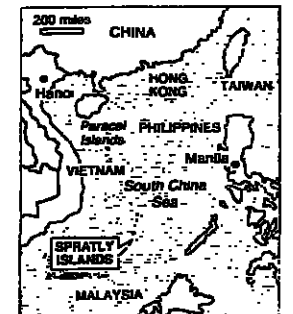 200 miles
CHINA
Hanoi
HONG
KONG
TAIWAN
Paracel
Islands
PHILIPPINES
Manila
VIETNAM
South China
Sea
SPRATLY
ISLANDS
MALAYSIA